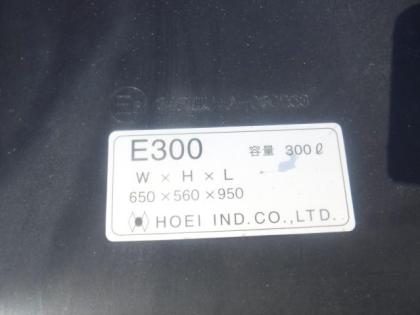 E300 容量 300ℓ
W × H × L
650 × 560 × 950
HOEI IND. CO., LTD.